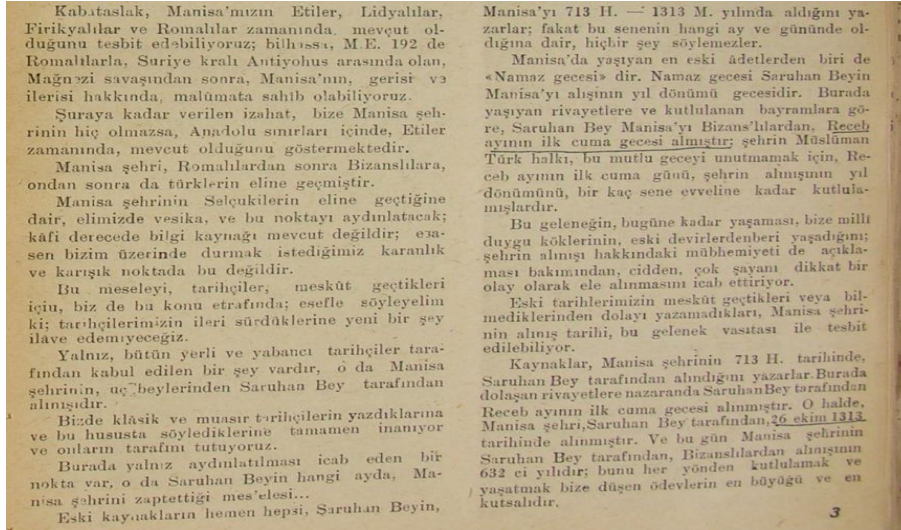 Kabataslak, Manisa'mızın Etiler, Lidyalılar,
Firikyalılar ve Romalılar zamanında, mevcut ol-
duğunu tesbit edebiliyoruz; bilhassa, M.E. 192 de
Romalılarla, Suriye kralı Antiyohus arasında olan,
Mağnezi savaşından sonra, Manisa'nın, gerisi ve
ilerisi hakkında, malûmata sahib olabiliyoruz.
Şuraya kadar verilen izahat, bize Manisa şeh-
rinin hiç olmazsa, Anadolu sınırları içinde, Etiler
zamanında, mevcut olduğunu göstermektedir.
Manisa şehri, Romalılardan sonra Bizanslılara,
ondan sonra da türklerin eline geçmiştir.
Manisa şehrinin Selçukilerin eline geçtiğine
dair, elimizde vesika, ve bu noktayı aydınlatacak;
kâfi derecede bilgi kaynağı mevcut değildir; esa-
sen bizim üzerinde durmak istediğimiz karanlık
ve karışık noktada bu değildir.
Bu meseleyi, tarihçiler, meskût geçtikleri
için, biz de bu konu etrafında; esefle söyleyelim
ki; tarihçilerimizin ileri sürdüklerine yeni bir şey
ilâve edemiyeceğiz.
Yalnız, bütün yerli ve yabancı tarihçiler tara-
fından kabul edilen bir şey vardır, o da Manisa
şehrinin, uç beylerinden Saruhan Bey tarafından
alınışıdır.
Bizde klâsik ve muasır tarihçilerin yazdıklarına
ve bu hususta söylediklerine tamamen inanıyor
ve onların tarafını tutuyoruz.
Burada yalnız aydınlatılması icab eden bir
nokta var, o da Saruhan Beyin hangi ayda, Ma-
nisa şehrini zaptettiği mes'elesi...
Eski kaynakların hemen hepsi, Saruhan Beyin,
Manisa'yı 713 H. — 1313 M. yılında aldığını ya-
zarlar; fakat bu senenin hangi ay ve gününde ol-
dığına dair, hiçbir şey söylemezler.
Manisa'da yaşıyan en eski âdetlerden biri de
«Namaz gecesi» dir. Namaz gecesi Saruhan Beyin
Manisa'yı alışının yıl dönümü gecesidir. Burada
yaşıyan rivayetlere ve kutlulanan bayramlara gö-
re, Saruhan Bey Manisa'yı Bizans'lılardan, Receb
ayının ilk cuma gecesi almıştır; şehrin Müslüman
Türk halkı, bu mutlu geceyi unutmamak için, Re-
ceb ayının ilk cuma günü, şehrin alınışının yıl
dönümünü, bir kaç sene evveline kadar kutlula-
mışlardır.
Bu geleneğin, bugüne kadar yaşaması, bize millî
duygu köklerinin, eski devirlerdenberi yaşadığını;
şehrin alınışı hakkındaki mübhemiyeti de açıkla-
ması bakımından, cidden, çok şayanı dikkat bir
olay olarak ele alınmasını icab ettiriyor.
Eski tarihlerimizin meskût geçtikleri veya bil-
mediklerinden dolayı yazamadıkları, Manisa şehri-
nin alınış tarihi, bu gelenek vasıtası ile tesbit
edilebiliyor.
Kaynaklar, Manisa şehrinin 713 H. tarihinde,
Saruhan Bey tarafından alındığını yazarlar.Burada
dolaşan rivayetlere nazaranda Saruhan Bey tarafından
Receb ayının ilk cuma gecesi alınmıştır. O halde,
Manisa şehri,Saruhan Bey tarafından,26 ekim 1313
tarihinde alınmıştır. Ve bu gün Manisa şehrinin
Saruhan Bey tarafından, Bizanslılardan alınışının
632 ci yılıdır; bunu her yönden kutlulamak ve
yaşatmak bize düşen ödevlerin en büyüğü ve en
kutsalıdır.
3